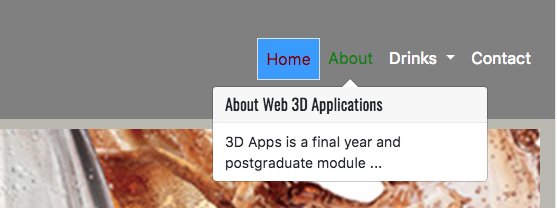 Home About Drinks Contact
About Web 3D Applications
3D Apps is a final year and
postgraduate module ...